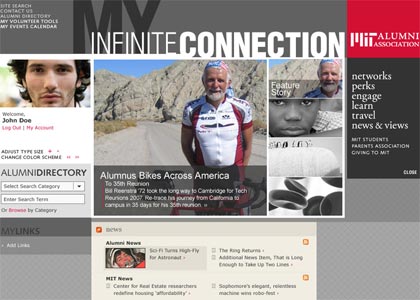 SITE SEARCH
CONTACT US
ALUMNI DIRECTORY
MY VOLUNTEER TOOLS
MY EVENTS CALENDAR
MY
INFINITE CONNECTION
MIT ALUMNI
ASSOCIATION
networks
perks
engage
learn
travel
news & views
MIT STUDENTS
PARENTS ASSOCIATION
GIVING TO MIT
CLOSE
Welcome,
John Doe
Log Out | My Account
ADJUST TYPE SIZE + -
CHANGE COLOR SCHEME
Feature
Story
Alumnus Bikes Across America
To 35th Reunion
Bill Reenstra '72 took the long way to Cambridge for Tech
Reunions 2007. Re-trace his journey from California to
campus in 35 days for his 35th reunion. »
ALUMNIDIRECTORY
Select Search Category
Enter Search Term
Or Browse by Category
MYLINKS
› Add Links
news
Alumni News
Sci-Fi Turns High-Fly
For Astronaut ›
The Ring Returns ›
Additional News Item, That is Long
Enough to Take Up Two Lines ›
MIT News
Center for Real Estate researchers
redefine housing 'affordability' ›
Sophomore's elegant, relentless
machine wins robo-fest ›